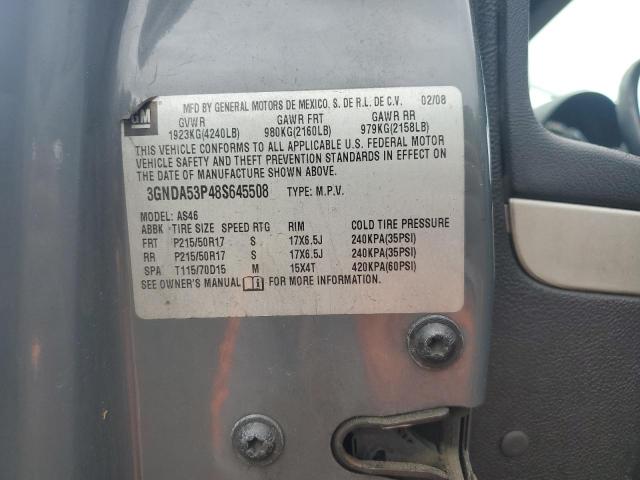 GM
MFD BY GENERAL MOTORS DE MEXICO, S. DE R.L. DE C.V. 02/08
GVWR GAWR FRT GAWR RR
1923KG(4240LB) 980KG(2160LB) 979KG(2158LB)
THIS VEHICLE CONFORMS TO ALL APPLICABLE U.S. FEDERAL MOTOR
VEHICLE SAFETY AND THEFT PREVENTION STANDARDS IN EFFECT ON
THE DATE OF MANUFACTURE SHOWN ABOVE.
3GNDA53P48S645508 TYPE: M.P.V.
MODEL: AS46
ABBK TIRE SIZE SPEED RTG RIM COLD TIRE PRESSURE
FRT P215/50R17 S 17X6.5J 240KPA(35PSI)
RR P215/50R17 S 17X6.5J 240KPA(35PSI)
SPA T115/70D15 M 15X4T 420KPA(60PSI)
SEE OWNER'S MANUAL FOR MORE INFORMATION.